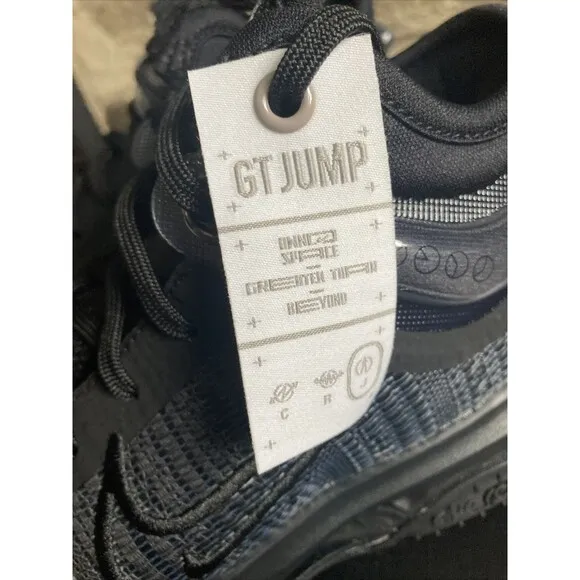 GT JUMP
INNER
SPACE
–
GREATER THAN
–
BEYOND
C R J